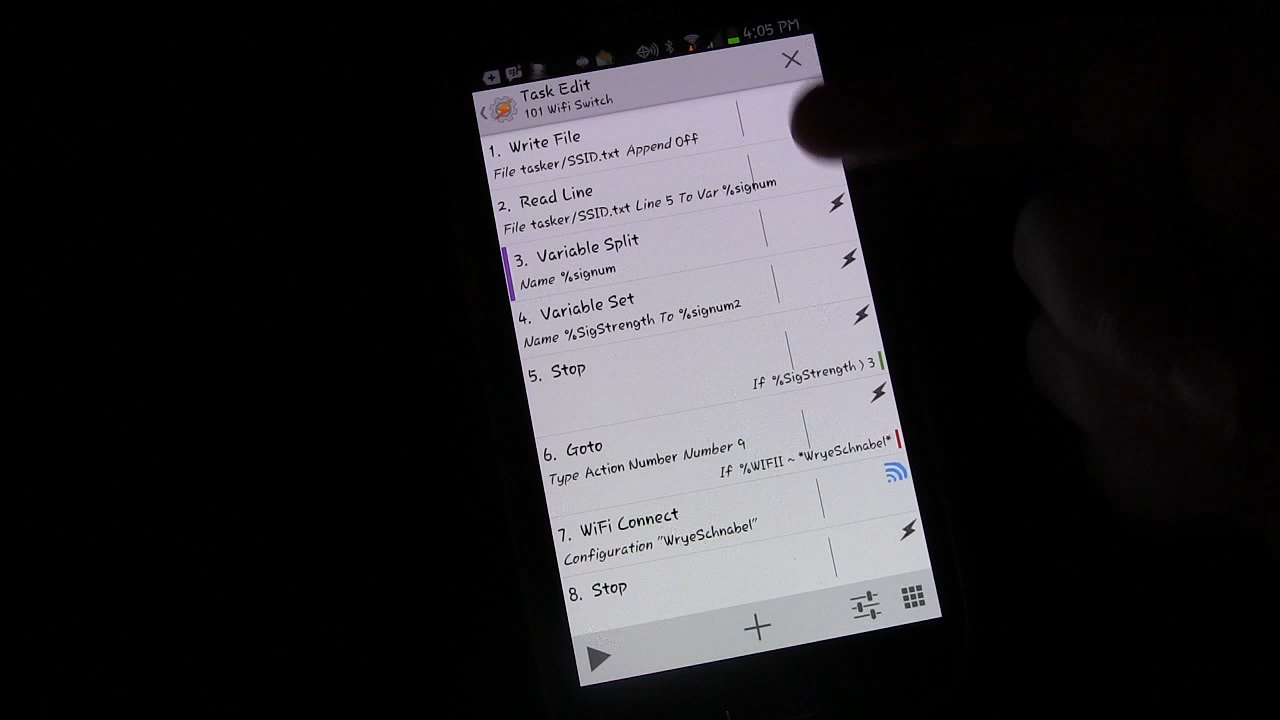 4:05 PM
Task Edit
101 Wifi Switch
1. Write File
File tasker/SSID.txt Append Off
2. Read Line
File tasker/SSID.txt Line 5 To Var %signum
3. Variable Split
Name %signum
4. Variable Set
Name %SigStrength To %signum2
5. Stop
If %SigStrength > 3
6. Goto
Type Action Number Number 9
If %WIFII ~ *WryeSchnabel*
7. WiFi Connect
Configuration "WryeSchnabel"
8. Stop